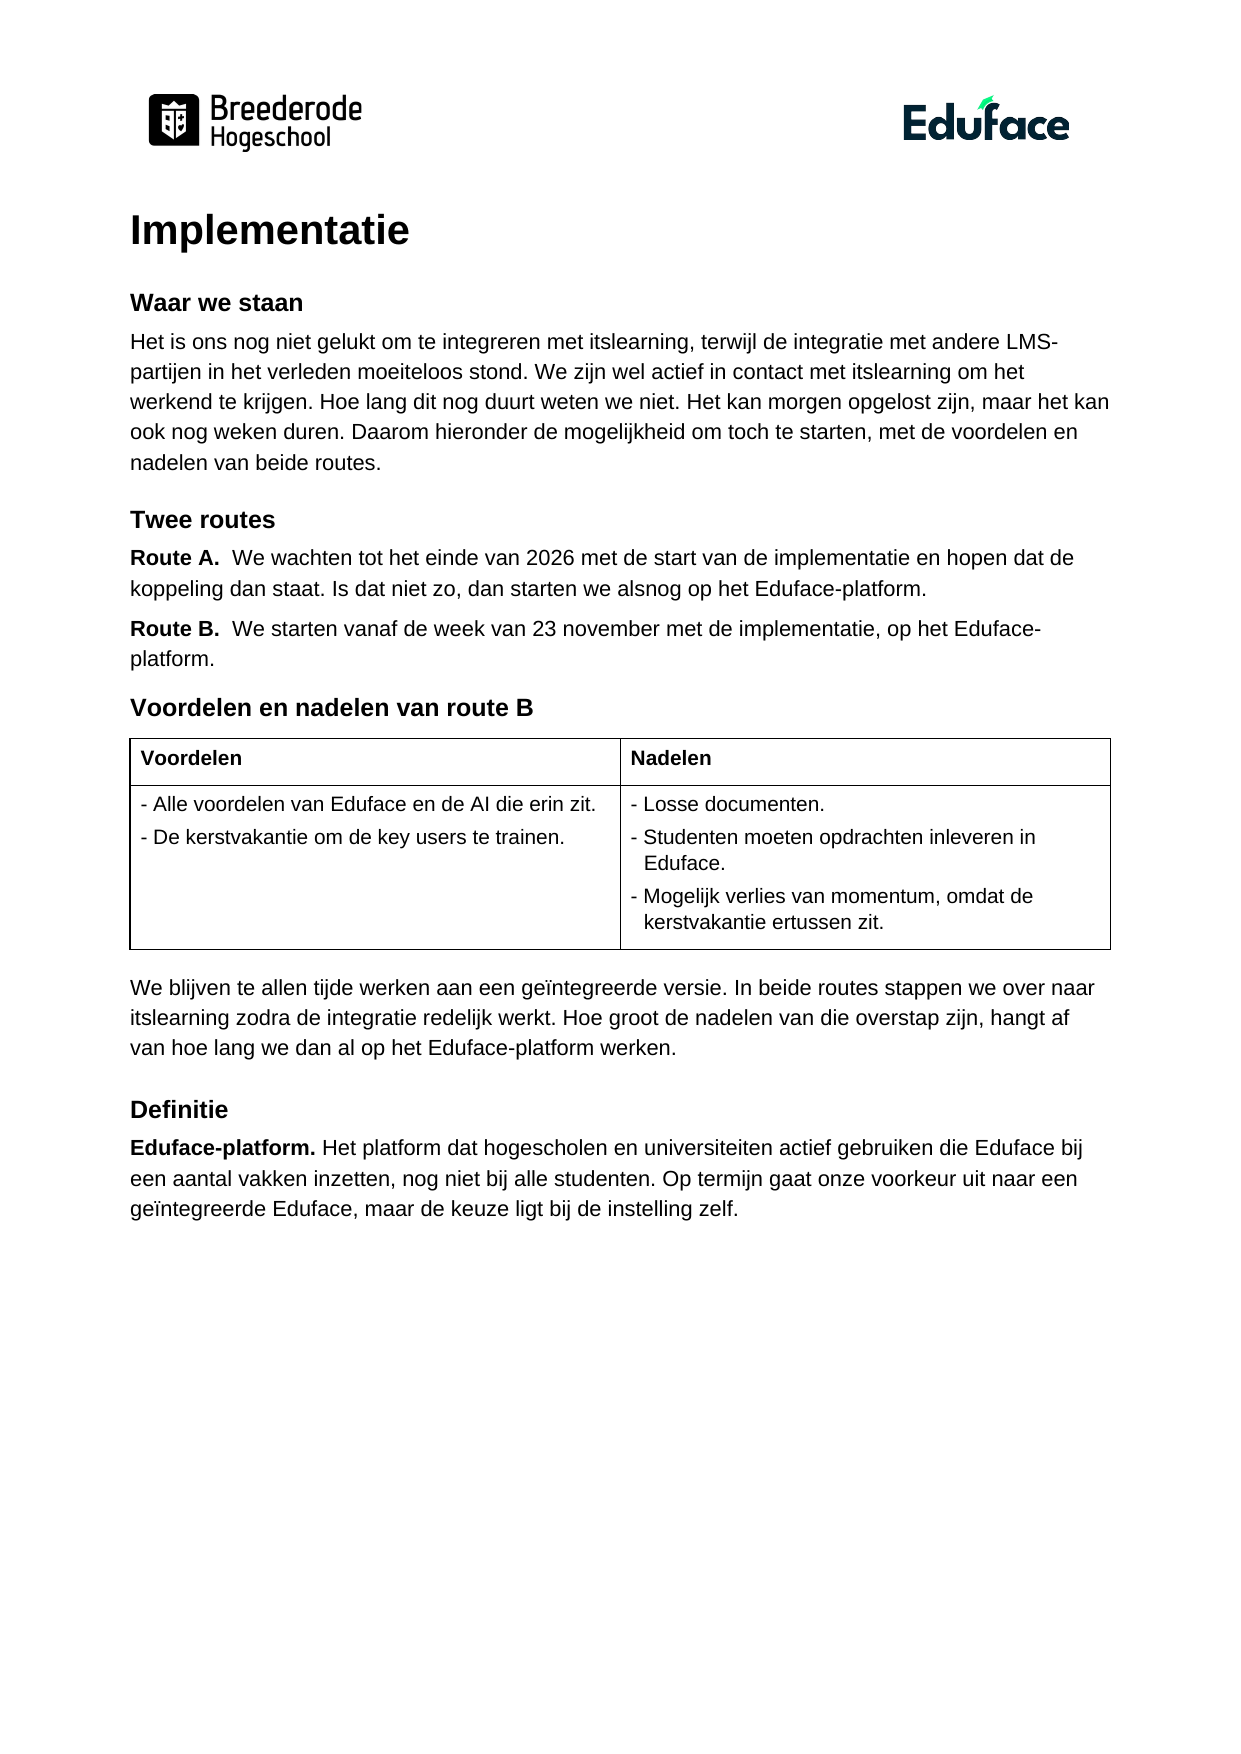 Breederode
Hogeschool
Eduface
Implementatie
Waar we staan
Het is ons nog niet gelukt om te integreren met itslearning, terwijl de integratie met andere LMS-
partijen in het verleden moeiteloos stond. We zijn wel actief in contact met itslearning om het
werkend te krijgen. Hoe lang dit nog duurt weten we niet. Het kan morgen opgelost zijn, maar het kan
ook nog weken duren. Daarom hieronder de mogelijkheid om toch te starten, met de voordelen en
nadelen van beide routes.
Twee routes
Route A. We wachten tot het einde van 2026 met de start van de implementatie en hopen dat de
koppeling dan staat. Is dat niet zo, dan starten we alsnog op het Eduface-platform.
Route B. We starten vanaf de week van 23 november met de implementatie, op het Eduface-
platform.
Voordelen en nadelen van route B
Voordelen
- Alle voordelen van Eduface en de AI die erin zit.
- De kerstvakantie om de key users te trainen.
Nadelen
- Losse documenten.
- Studenten moeten opdrachten inleveren in
Eduface.
- Mogelijk verlies van momentum, omdat de
kerstvakantie ertussen zit.
We blijven te allen tijde werken aan een geïntegreerde versie. In beide routes stappen we over naar
itslearning zodra de integratie redelijk werkt. Hoe groot de nadelen van die overstap zijn, hangt af
van hoe lang we dan al op het Eduface-platform werken.
Definitie
Eduface-platform. Het platform dat hogescholen en universiteiten actief gebruiken die Eduface bij
een aantal vakken inzetten, nog niet bij alle studenten. Op termijn gaat onze voorkeur uit naar een
geïntegreerde Eduface, maar de keuze ligt bij de instelling zelf.